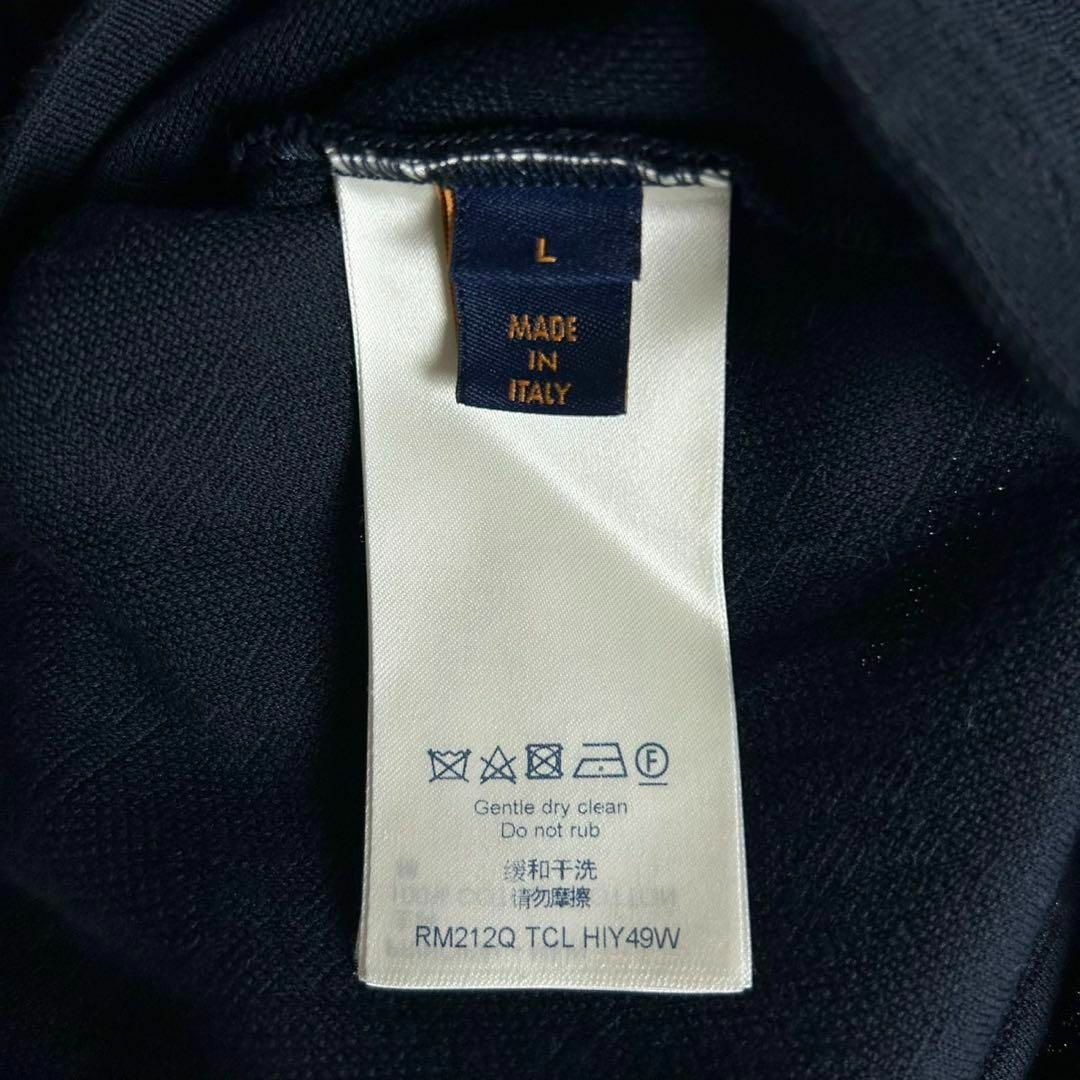 L
MADE
IN
ITALY
F
Gentle dry clean
Do not rub
缓和干洗
请勿摩擦
RM212Q TCL HIY49W